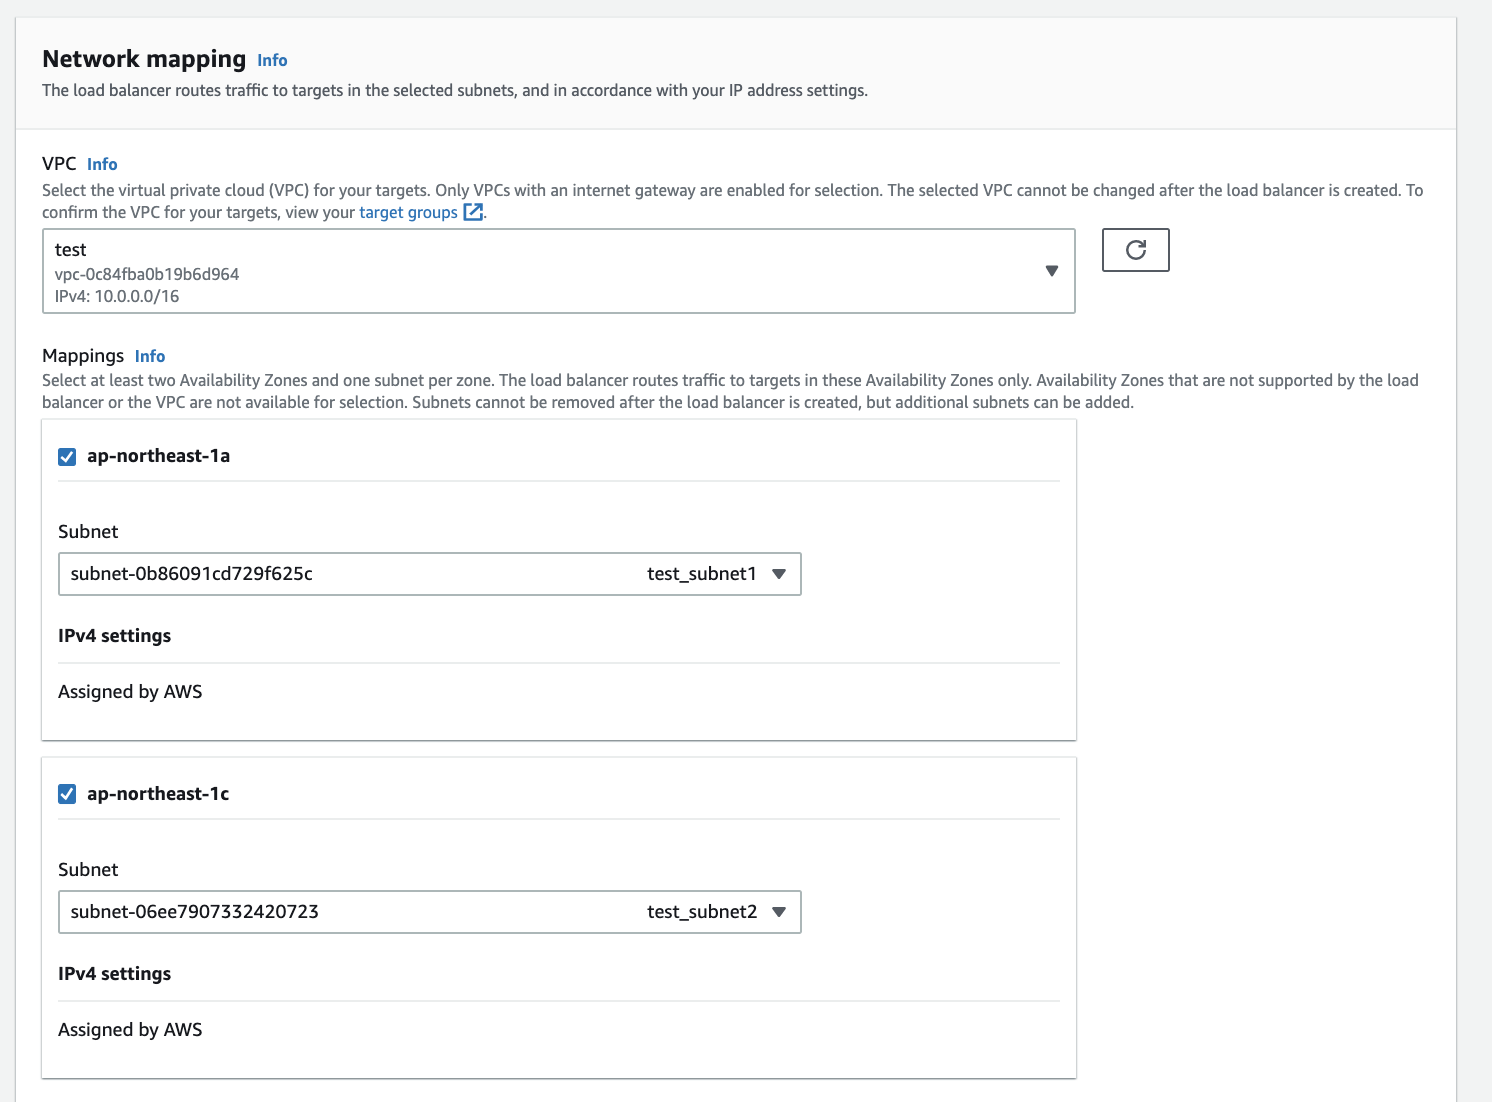 Network mapping Info
The load balancer routes traffic to targets in the selected subnets, and in accordance with your IP address settings.
VPC Info
Select the virtual private cloud (VPC) for your targets. Only VPCs with an internet gateway are enabled for selection. The selected VPC cannot be changed after the load balancer is created. To
confirm the VPC for your targets, view your target groups.
test
vpc-0c84fba0b19b6d964
IPv4: 10.0.0.0/16
Mappings Info
Select at least two Availability Zones and one subnet per zone. The load balancer routes traffic to targets in these Availability Zones only. Availability Zones that are not supported by the load
balancer or the VPC are not available for selection. Subnets cannot be removed after the load balancer is created, but additional subnets can be added.
ap-northeast-1a
Subnet
subnet-0b86091cd729f625c test_subnet1
IPv4 settings
Assigned by AWS
ap-northeast-1c
Subnet
subnet-06ee7907332420723 test_subnet2
IPv4 settings
Assigned by AWS